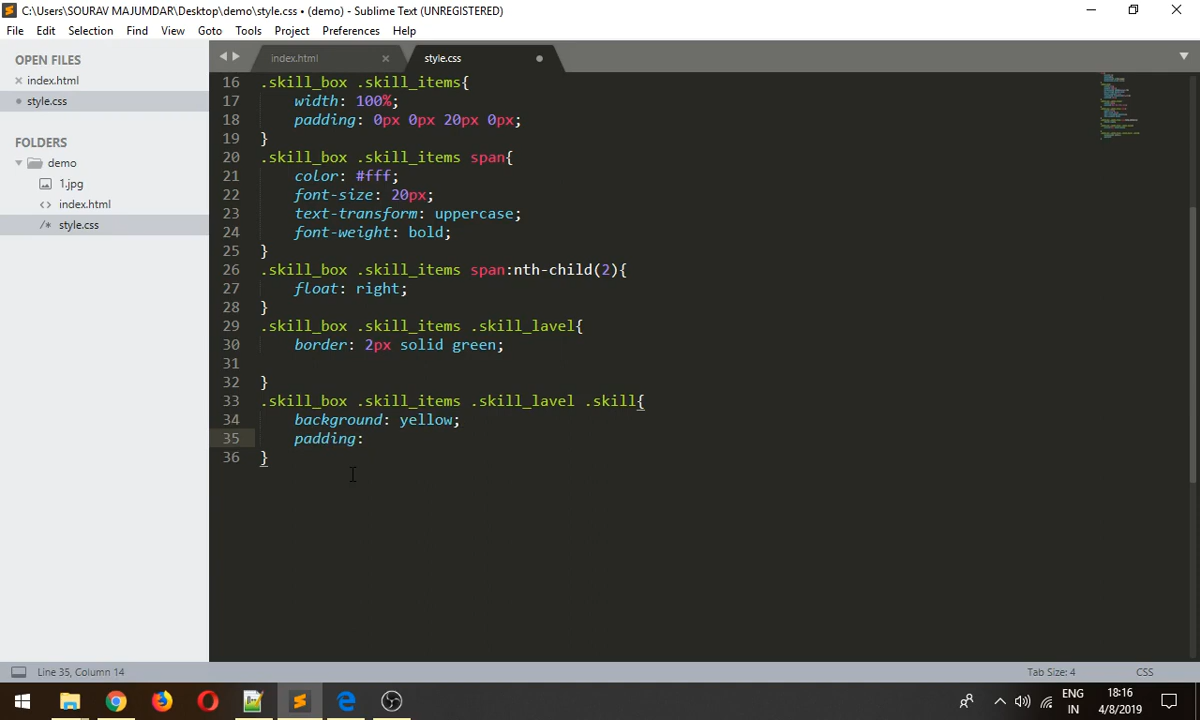 C:\Users\SOURAV MAJUMDAR\Desktop\demo\style.css • (demo) - Sublime Text (UNREGISTERED)
File Edit Selection Find View Goto Tools Project Preferences Help
OPEN FILES
index.html
style.css
FOLDERS
demo
1.jpg
index.html
style.css
index.html style.css
16 .skill_box .skill_items{
17 width: 100%;
18 padding: 0px 0px 20px 0px;
19 }
20 .skill_box .skill_items span{
21 color: #fff;
22 font-size: 20px;
23 text-transform: uppercase;
24 font-weight: bold;
25 }
26 .skill_box .skill_items span:nth-child(2){
27 float: right;
28 }
29 .skill_box .skill_items .skill_lavel{
30 border: 2px solid green;
31
32 }
33 .skill_box .skill_items .skill_lavel .skill{
34 background: yellow;
35 padding:
36 }
Line 35, Column 14 Tab Size: 4 CSS
ENG 18:16
IN 4/8/2019